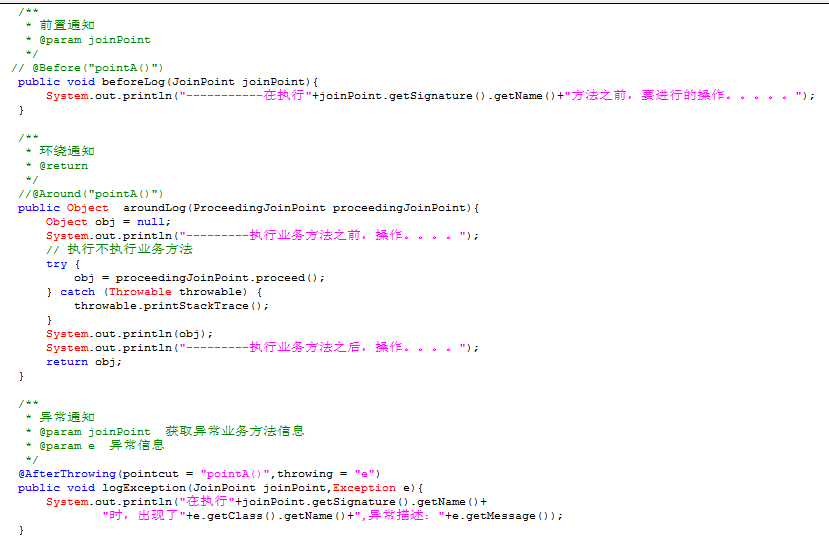 /**
 * 前置通知
 * @param joinPoint
 */
// @Before("pointA()")
public void beforeLog(JoinPoint joinPoint){
    System.out.println("-----------在执行"+joinPoint.getSignature().getName()+"方法之前，要进行的操作。。。。。");
}

/**
 * 环绕通知
 * @return
 */
//@Around("pointA()")
public Object  aroundLog(ProceedingJoinPoint proceedingJoinPoint){
    Object obj = null;
    System.out.println("---------执行业务方法之前，操作。。。。");
    // 执行不执行业务方法
    try {
        obj = proceedingJoinPoint.proceed();
    } catch (Throwable throwable) {
        throwable.printStackTrace();
    }
    System.out.println(obj);
    System.out.println("---------执行业务方法之后，操作。。。。");
    return obj;
}

/**
 * 异常通知
 * @param joinPoint  获取异常业务方法信息
 * @param e  异常信息
 */
@AfterThrowing(pointcut = "pointA()",throwing = "e")
public void logException(JoinPoint joinPoint,Exception e){
    System.out.println("在执行"+joinPoint.getSignature().getName()+
            "时，出现了"+e.getClass().getName()+",异常描述："+e.getMessage());
}